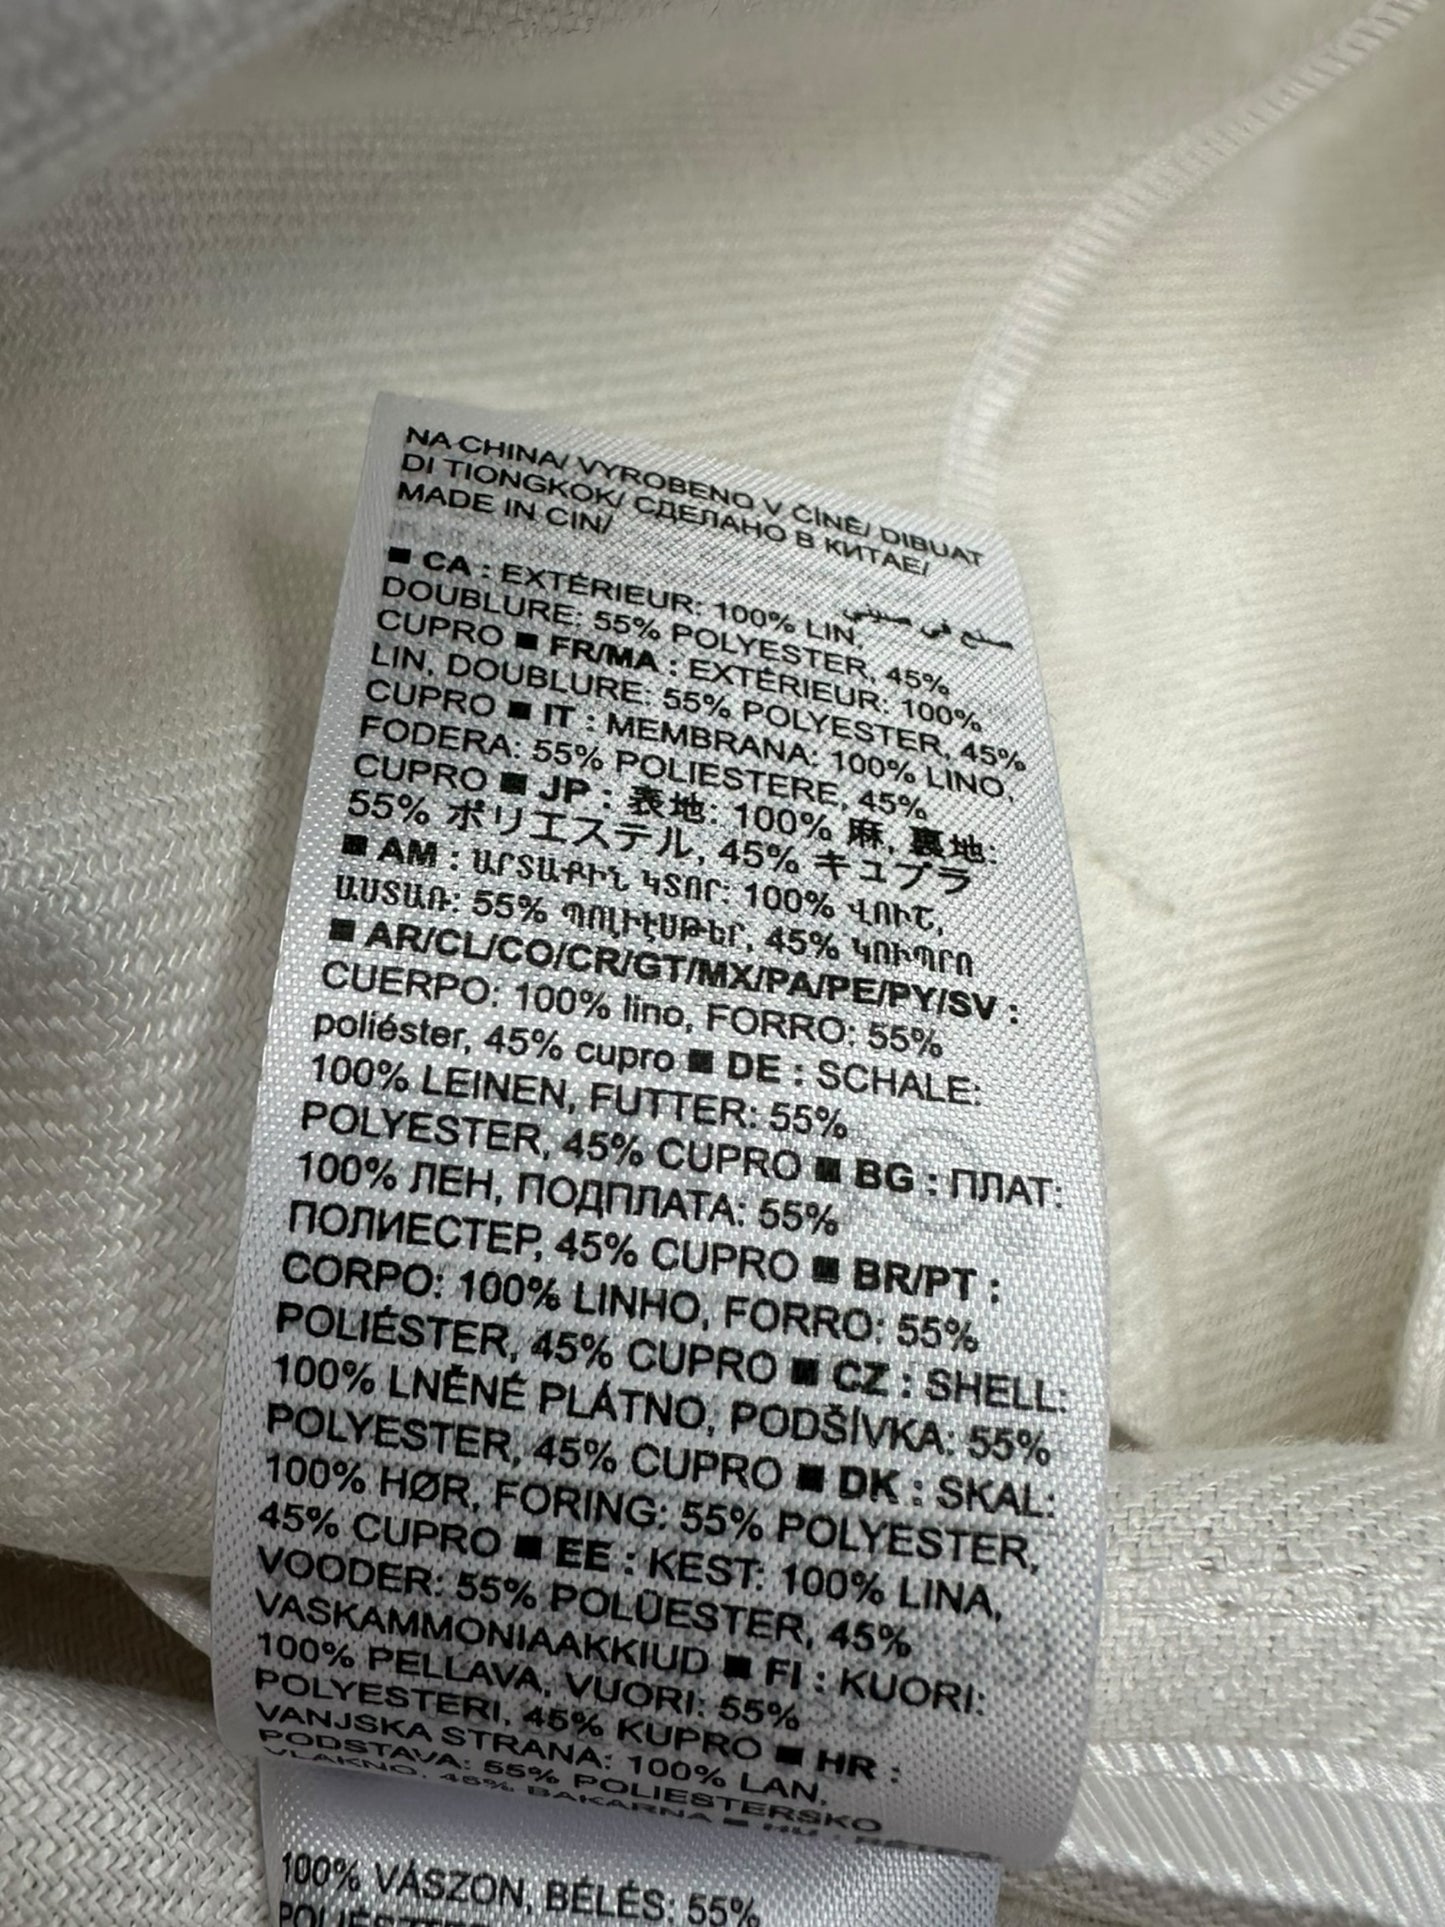 NA CHINA/ VYROBENO V ČÍNĚ/ DIBUAT
DI TIONGKOK/ СДЕЛАНО В КИТАЕ/
MADE IN CIN/
صنع في صيني
■ CA : EXTÉRIEUR: 100% LIN,
DOUBLURE: 55% POLYESTER, 45%
CUPRO ■ FR/MA : EXTÉRIEUR: 100%
LIN, DOUBLURE: 55% POLYESTER, 45%
CUPRO ■ IT : MEMBRANA: 100% LINO,
FODERA: 55% POLIESTERE, 45%
CUPRO ■ JP : 表地: 100% 麻, 裏地:
55% ポリエステル, 45% キュプラ
■ AM : ԱՐՏԱՔԻՆ ԿՏՈՐ: 100% ՎՈՒՇ,
ԱՍՏԱՌ: 55% ՊՈԼԻԷՍԹԵՐ, 45% ԿՈՒՊՐՈ
■ AR/CL/CO/CR/GT/MX/PA/PE/PY/SV :
CUERPO: 100% lino, FORRO: 55%
poliéster, 45% cupro ■ DE : SCHALE:
100% LEINEN, FUTTER: 55%
POLYESTER, 45% CUPRO ■ BG : ПЛАТ:
100% ЛЕН, ПОДПЛАТА: 55%
ПОЛИЕСТЕР, 45% CUPRO ■ BR/PT :
CORPO: 100% LINHO, FORRO: 55%
POLIÉSTER, 45% CUPRO ■ CZ : SHELL:
100% LNĚNÉ PLÁTNO, PODŠÍVKA: 55%
POLYESTER, 45% CUPRO ■ DK : SKAL:
100% HØR, FORING: 55% POLYESTER,
45% CUPRO ■ EE : KEST: 100% LINA,
VOODER: 55% POLÜESTER, 45%
VASKAMMONIAAKKIUD ■ FI : KUORI:
100% PELLAVA, VUORI: 55%
POLYESTERI, 45% KUPRO ■ HR :
VANJSKA STRANA: 100% LAN,
PODSTAVA: 55% POLIESTERSKO
VLAKNO, 45% BAKARNA ■ HU :
100% VÁSZON, BÉLÉS: 55%